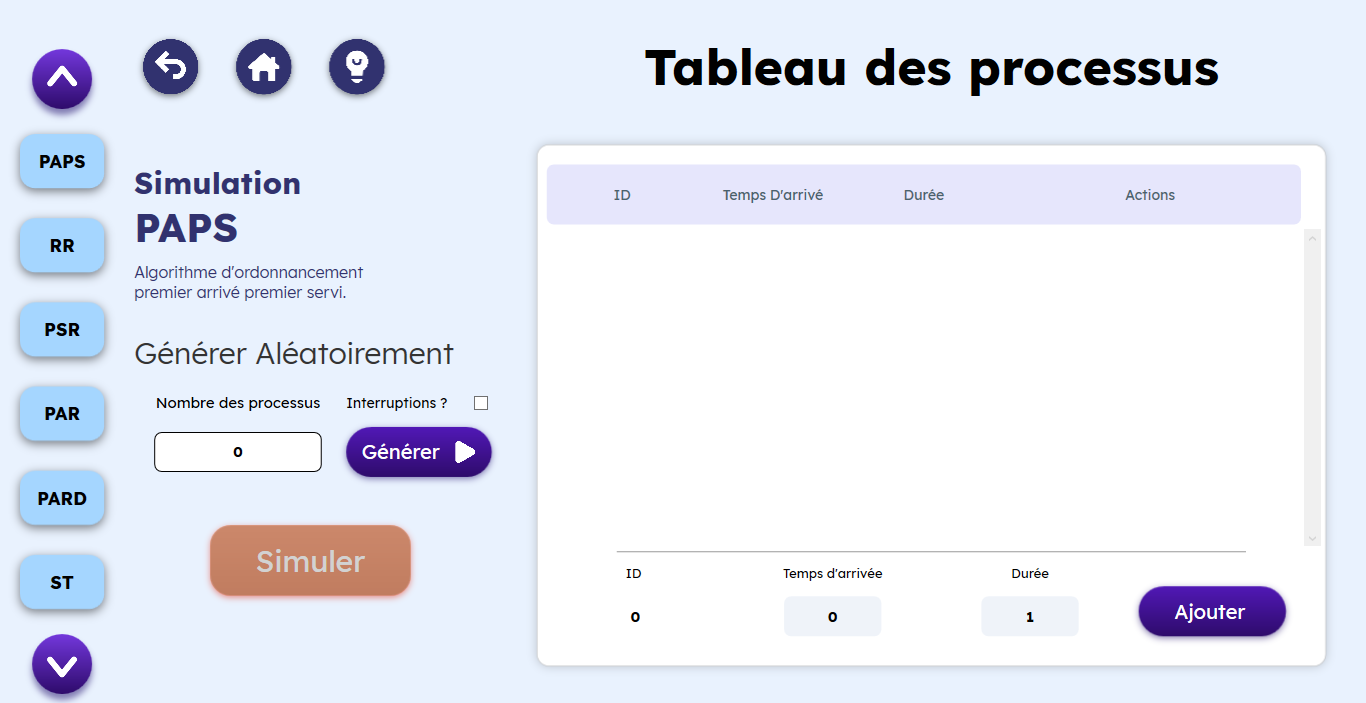 Tableau des processus
PAPS
RR
PSR
PAR
PARD
ST
Simulation
PAPS
Algorithme d'ordonnancement
premier arrivé premier servi.
Générer Aléatoirement
Nombre des processus
Interruptions ?
0
Générer
Simuler
ID Temps D'arrivé Durée Actions
ID Temps d'arrivée Durée
0 0 1
Ajouter